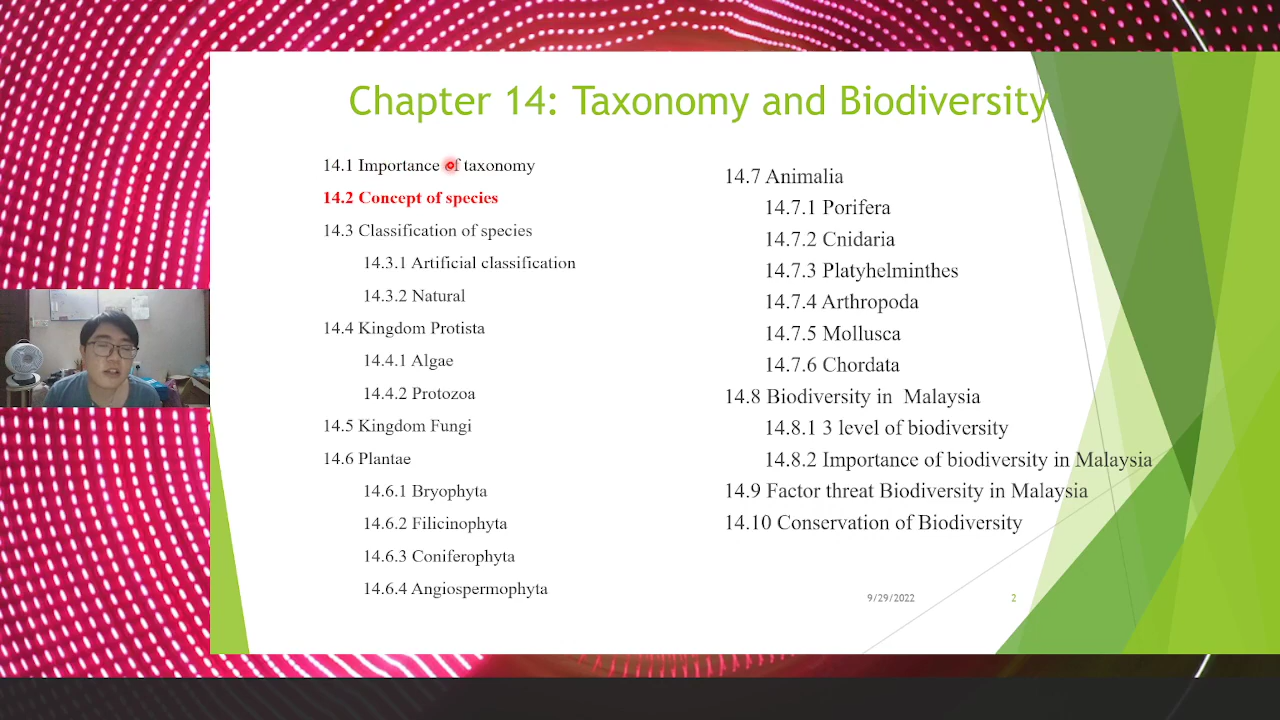 Chapter 14: Taxonomy and Biodiversity
14.1 Importance of taxonomy
14.2 Concept of species
14.3 Classification of species
14.3.1 Artificial classification
14.3.2 Natural
14.4 Kingdom Protista
14.4.1 Algae
14.4.2 Protozoa
14.5 Kingdom Fungi
14.6 Plantae
14.6.1 Bryophyta
14.6.2 Filicinophyta
14.6.3 Coniferophyta
14.6.4 Angiospermophyta
14.7 Animalia
14.7.1 Porifera
14.7.2 Cnidaria
14.7.3 Platyhelminthes
14.7.4 Arthropoda
14.7.5 Mollusca
14.7.6 Chordata
14.8 Biodiversity in Malaysia
14.8.1 3 level of biodiversity
14.8.2 Importance of biodiversity in Malaysia
14.9 Factor threat Biodiversity in Malaysia
14.10 Conservation of Biodiversity
9/29/2022
2